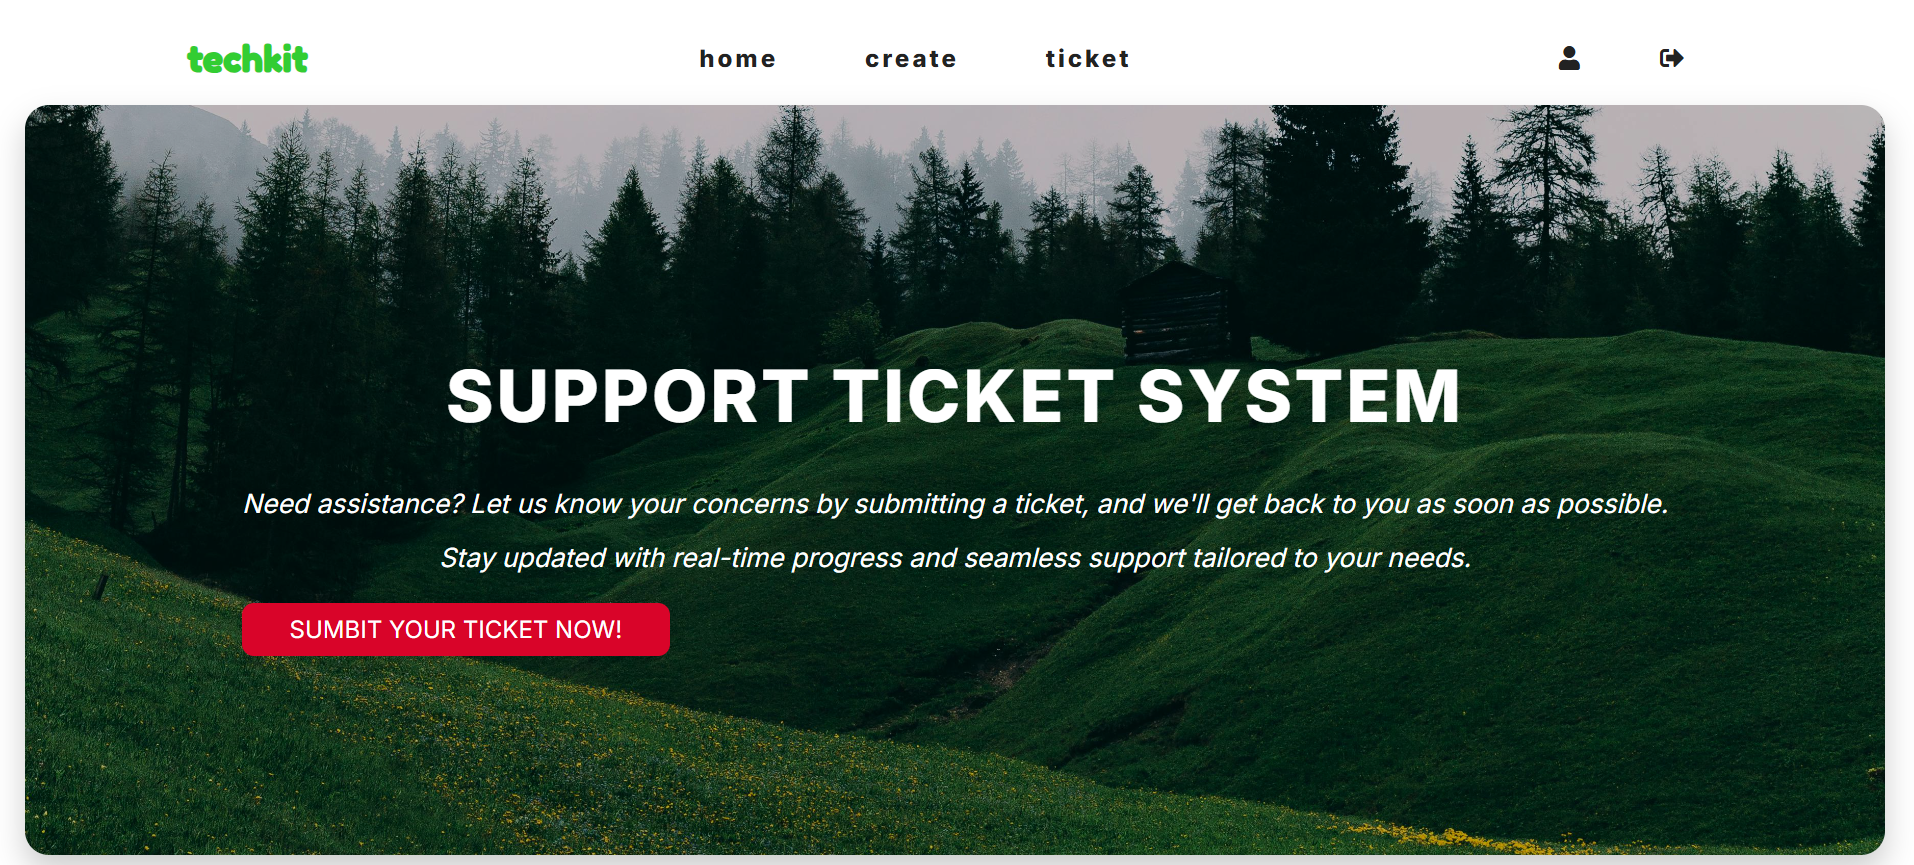 techkit
home
create
ticket
SUPPORT TICKET SYSTEM
Need assistance? Let us know your concerns by submitting a ticket, and we'll get back to you as soon as possible.
Stay updated with real-time progress and seamless support tailored to your needs.
SUMBIT YOUR TICKET NOW!